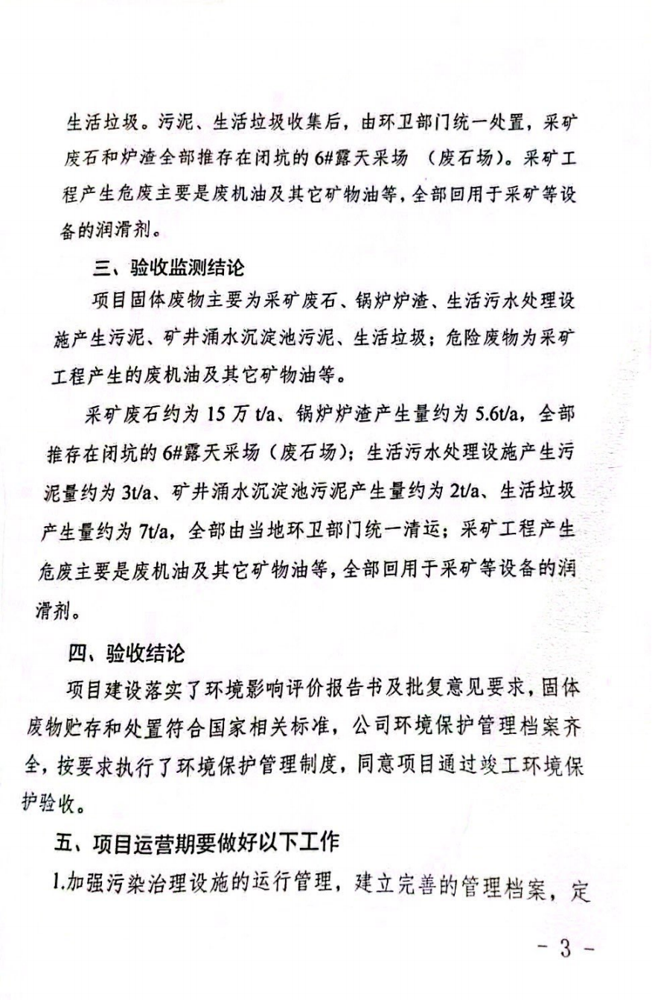 生活垃圾。污泥、生活垃圾收集后，由环卫部门统一处置，采矿
废石和炉渣全部推存在闭坑的 6#露天采场 （废石场）。采矿工
程产生危废主要是废机油及其它矿物油等，全部回用于采矿等设
备的润滑剂。
三、验收监测结论
项目固体废物主要为采矿废石、锅炉炉渣、生活污水处理设
施产生污泥、矿井涌水沉淀池污泥、生活垃圾；危险废物为采矿
工程产生的废机油及其它矿物油等。
采矿废石约为 15 万 t/a、锅炉炉渣产生量约为 5.6t/a，全部
推存在闭坑的 6#露天采场（废石场）；生活污水处理设施产生污
泥量约为 3t/a、矿井涌水沉淀池污泥产生量约为 2t/a、生活垃圾
产生量约为 7t/a，全部由当地环卫部门统一清运；采矿工程产生
危废主要是废机油及其它矿物油等，全部回用于采矿等设备的润
滑剂。
四、验收结论
项目建设落实了环境影响评价报告书及批复意见要求，固体
废物贮存和处置符合国家相关标准，公司环境保护管理档案齐
全，按要求执行了环境保护管理制度，同意项目通过竣工环境保
护验收。
五、项目运营期要做好以下工作
1.加强污染治理设施的运行管理，建立完善的管理档案，定
- 3 -